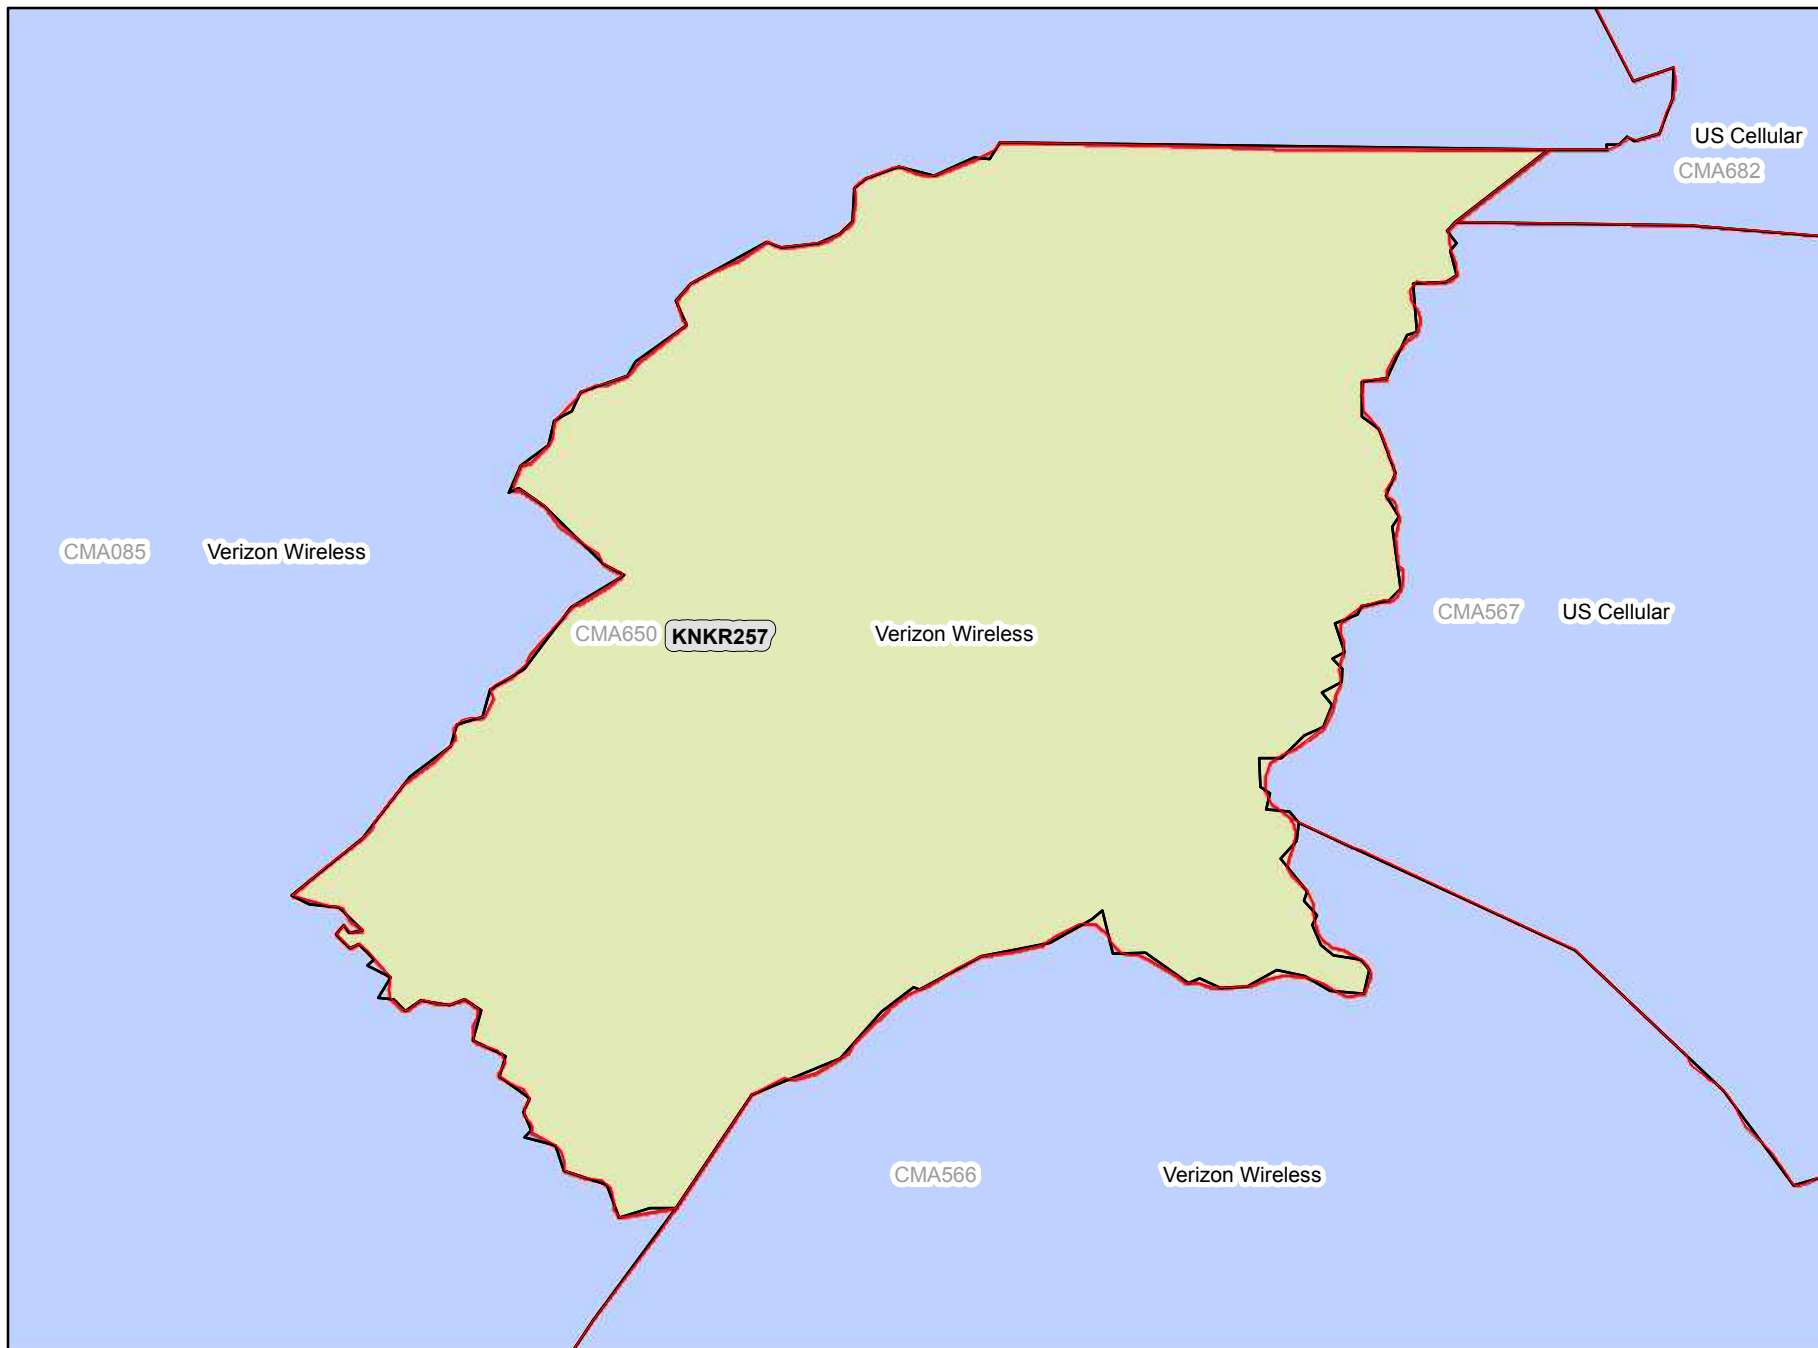 US Cellular
CMA682
CMA085 Verizon Wireless
CMA650 KNKR257 Verizon Wireless
CMA567 US Cellular
CMA566 Verizon Wireless